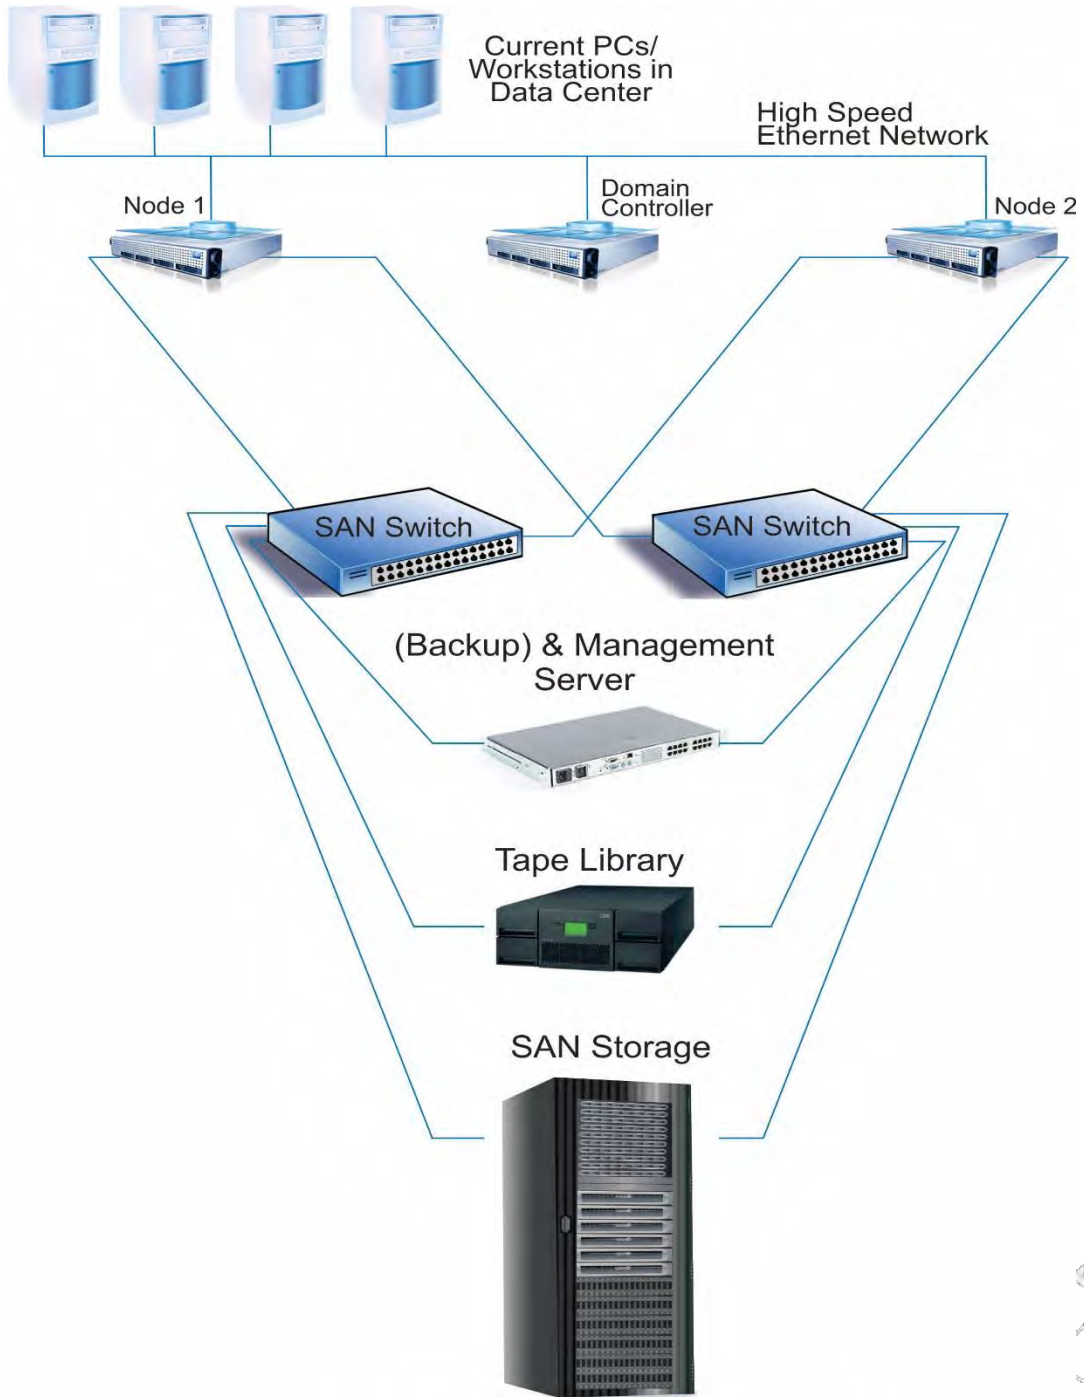 Current PCs/
Workstations in
Data Center
High Speed
Ethernet Network
Node 1
Domain
Controller
Node 2
SAN Switch
SAN Switch
(Backup) & Management
Server
Tape Library
SAN Storage